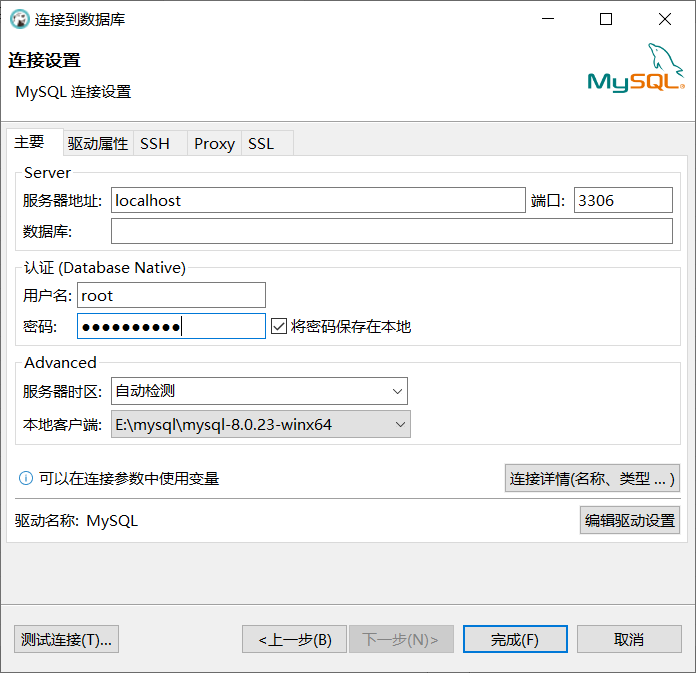 连接到数据库
连接设置
MySQL 连接设置
MySQL®
主要 驱动属性 SSH Proxy SSL
Server
服务器地址: localhost 端口: 3306
数据库:
认证 (Database Native)
用户名: root
密码: ●●●●●●●●●● 将密码保存在本地
Advanced
服务器时区: 自动检测
本地客户端: E:\mysql\mysql-8.0.23-winx64
可以在连接参数中使用变量 连接详情(名称、类型 ... )
驱动名称: MySQL 编辑驱动设置
测试连接(T)... <上一步(B) 下一步(N)> 完成(F) 取消